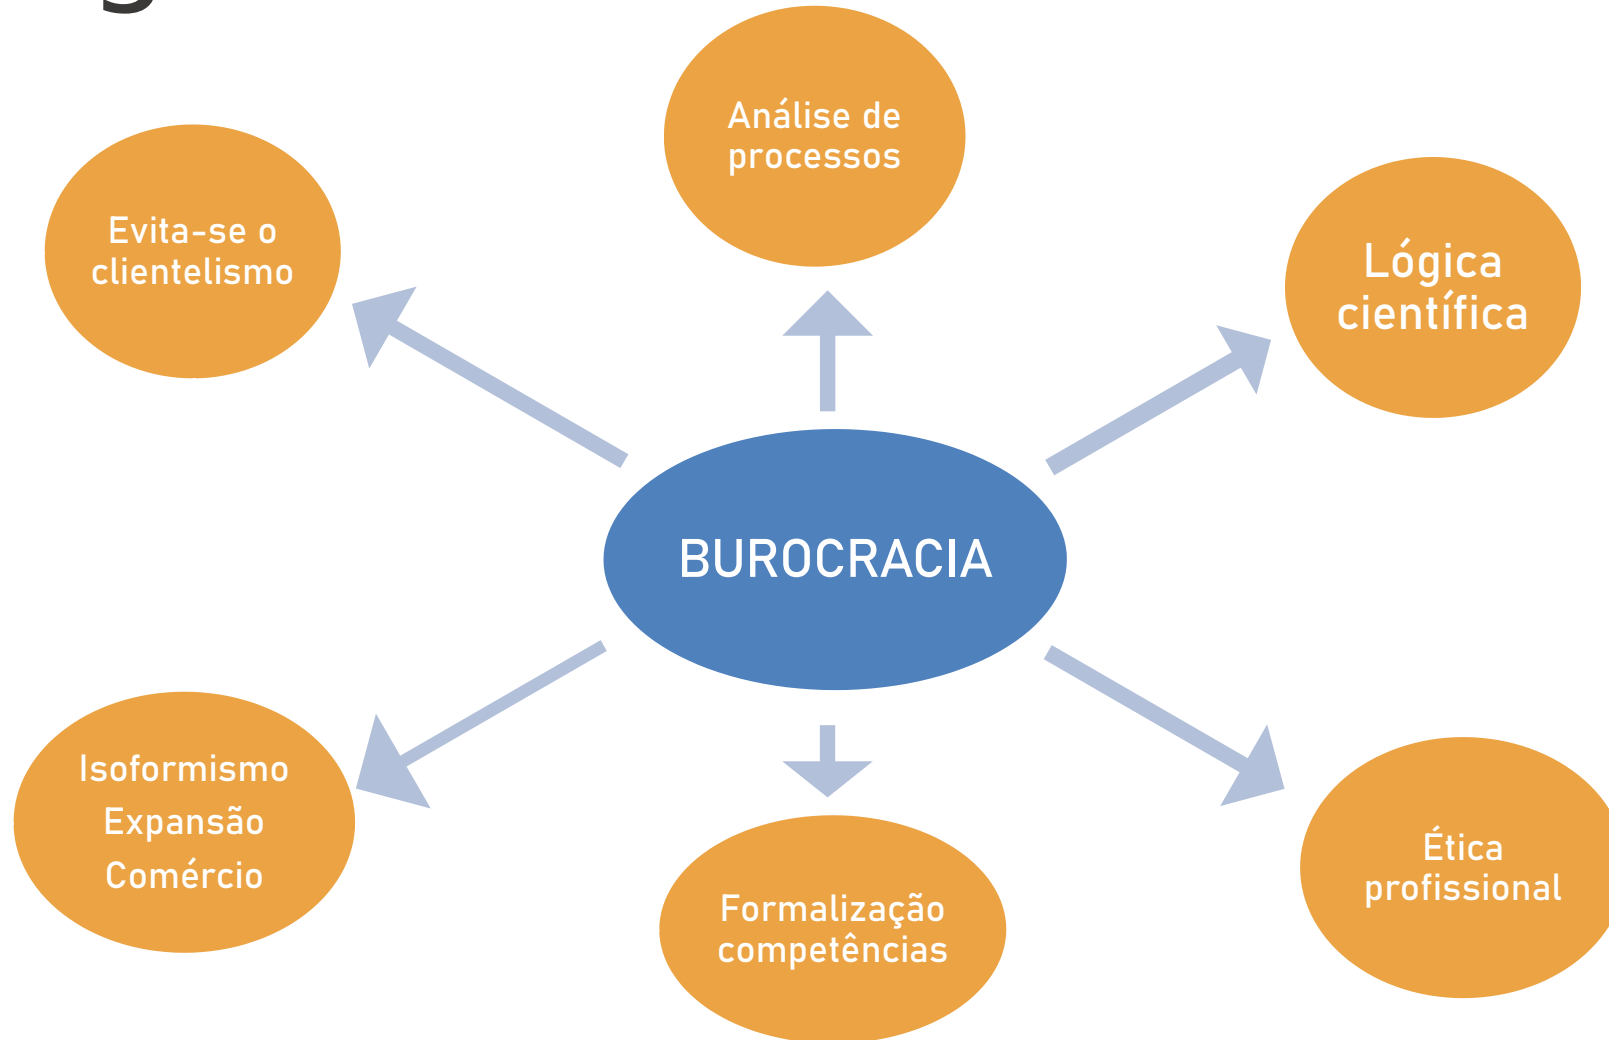 Análise de
processos
Evita-se o
clientelismo
Lógica
científica
BUROCRACIA
Isoformismo
Expansão
Comércio
Formalização
competências
Ética
profissional